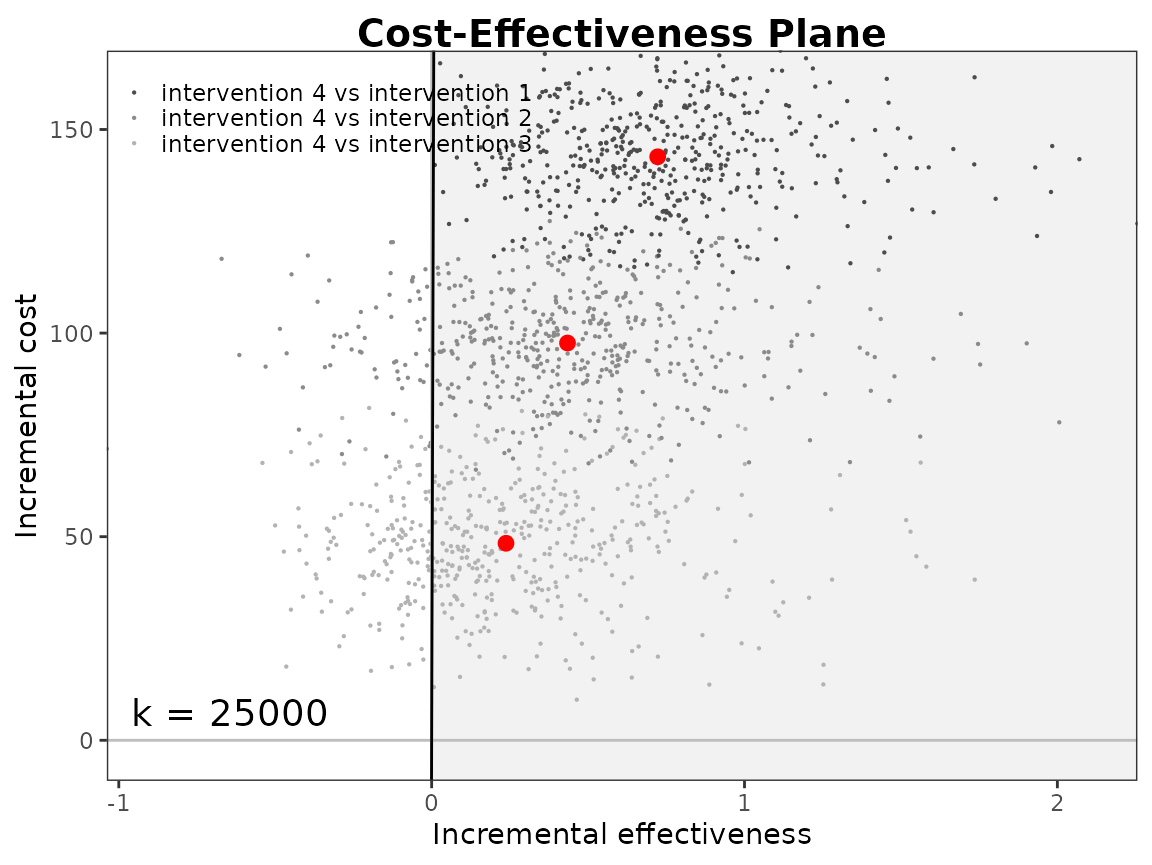 Cost-Effectiveness Plane
intervention 4 vs intervention 1
intervention 4 vs intervention 2
intervention 4 vs intervention 3
150
100
50
0
Incremental cost
k = 25000
-1
0
1
2
Incremental effectiveness